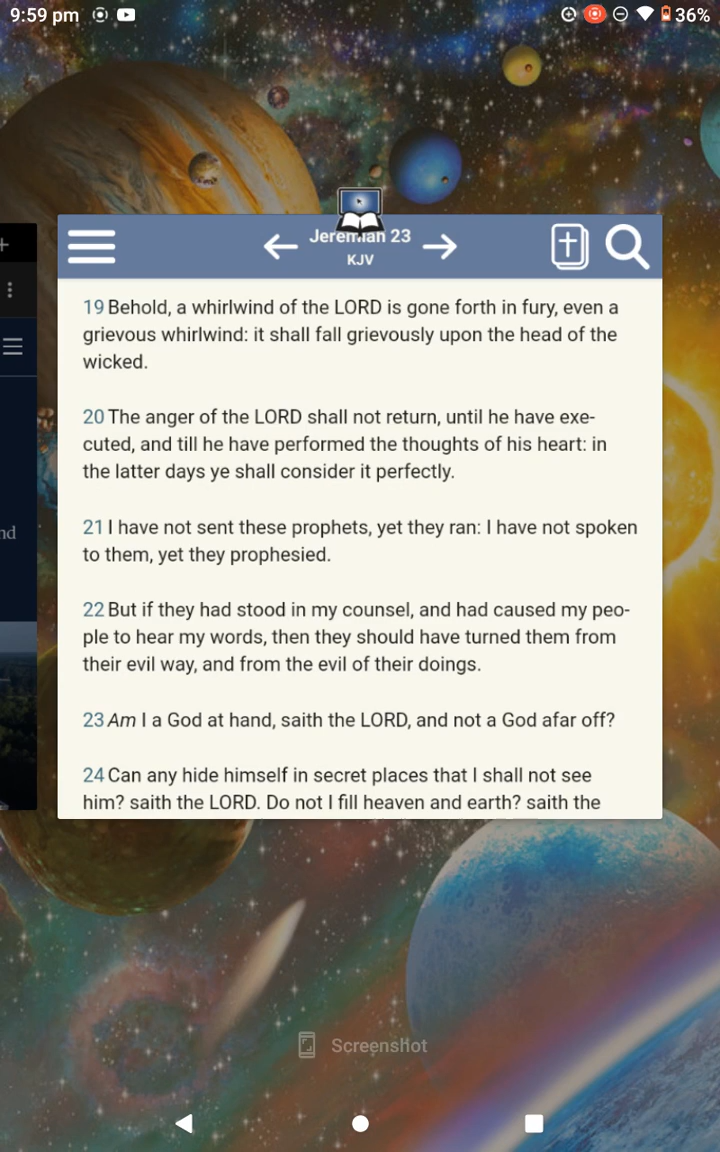 9:59 pm
36%
Jeremiah 23
KJV
19 Behold, a whirlwind of the LORD is gone forth in fury, even a
grievous whirlwind: it shall fall grievously upon the head of the
wicked.
20 The anger of the LORD shall not return, until he have exe-
cuted, and till he have performed the thoughts of his heart: in
the latter days ye shall consider it perfectly.
21 I have not sent these prophets, yet they ran: I have not spoken
to them, yet they prophesied.
22 But if they had stood in my counsel, and had caused my peo-
ple to hear my words, then they should have turned them from
their evil way, and from the evil of their doings.
23 Am I a God at hand, saith the LORD, and not a God afar off?
24 Can any hide himself in secret places that I shall not see
him? saith the LORD. Do not I fill heaven and earth? saith the
nd
Screenshot